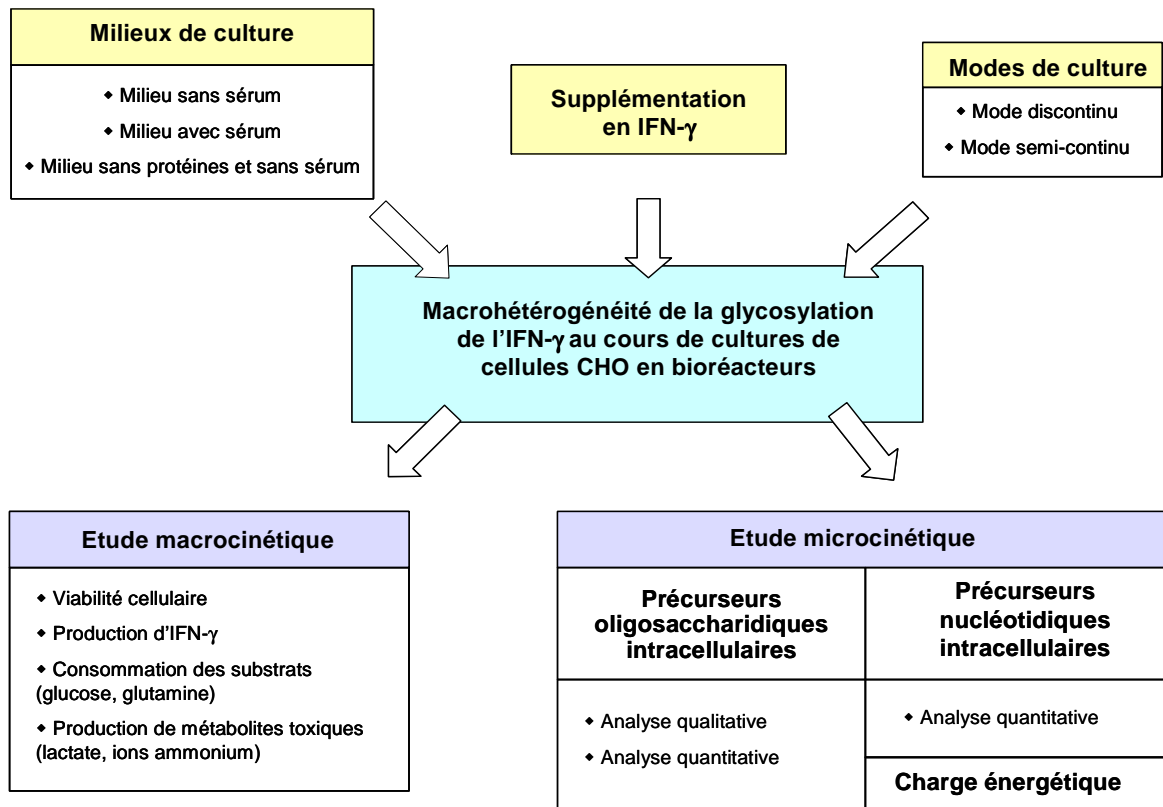 Milieux de culture
◆ Milieu sans sérum
◆ Milieu avec sérum
◆ Milieu sans protéines et sans sérum
Supplémentation
en IFN-γ
Modes de culture
◆ Mode discontinu
◆ Mode semi-continu
Macrohétérogénéité de la glycosylation
de l'IFN-γ au cours de cultures de
cellules CHO en bioréacteurs
Etude macrocinétique
◆ Viabilité cellulaire
◆ Production d'IFN-γ
◆ Consommation des substrats
(glucose, glutamine)
◆ Production de métabolites toxiques
(lactate, ions ammonium)
Etude microcinétique
Précurseurs
oligosaccharidiques
intracellulaires
◆ Analyse qualitative
◆ Analyse quantitative
Précurseurs
nucléotidiques
intracellulaires
◆ Analyse quantitative
Charge énergétique